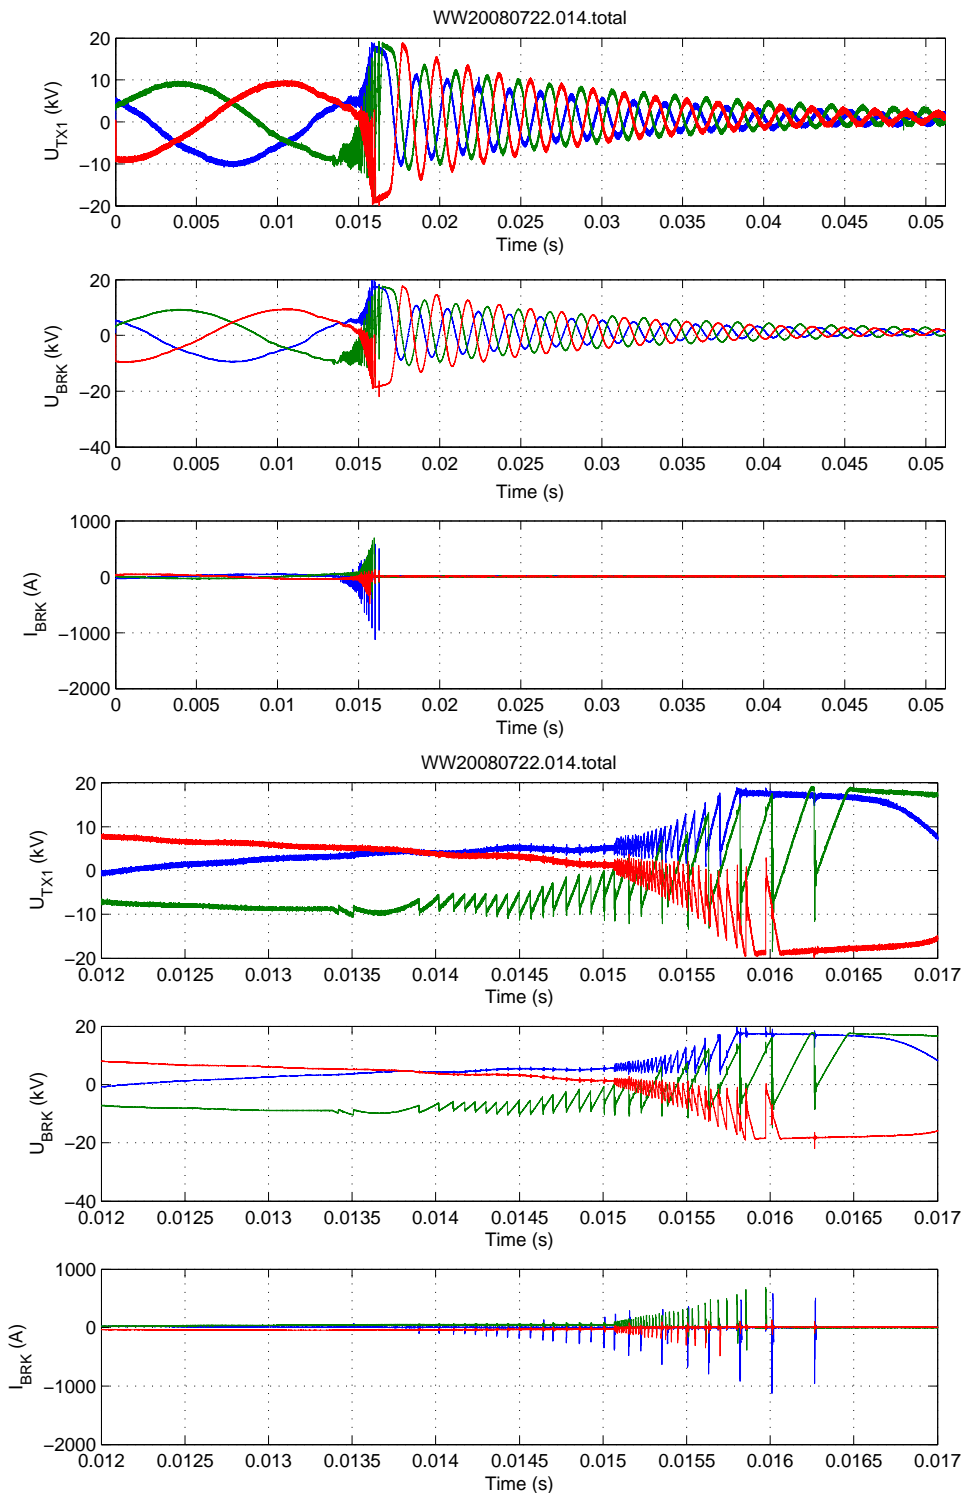 WW20080722.014.total
20
10
0
−10
−20
U_TX1 (kV)
0 0.005 0.01 0.015 0.02 0.025 0.03 0.035 0.04 0.045 0.05
Time (s)
20
0
−20
−40
U_BRK (kV)
0 0.005 0.01 0.015 0.02 0.025 0.03 0.035 0.04 0.045 0.05
Time (s)
1000
0
−1000
−2000
I_BRK (A)
0 0.005 0.01 0.015 0.02 0.025 0.03 0.035 0.04 0.045 0.05
Time (s)
WW20080722.014.total
20
10
0
−10
−20
U_TX1 (kV)
0.012 0.0125 0.013 0.0135 0.014 0.0145 0.015 0.0155 0.016 0.0165 0.017
Time (s)
20
0
−20
−40
U_BRK (kV)
0.012 0.0125 0.013 0.0135 0.014 0.0145 0.015 0.0155 0.016 0.0165 0.017
Time (s)
1000
0
−1000
−2000
I_BRK (A)
0.012 0.0125 0.013 0.0135 0.014 0.0145 0.015 0.0155 0.016 0.0165 0.017
Time (s)